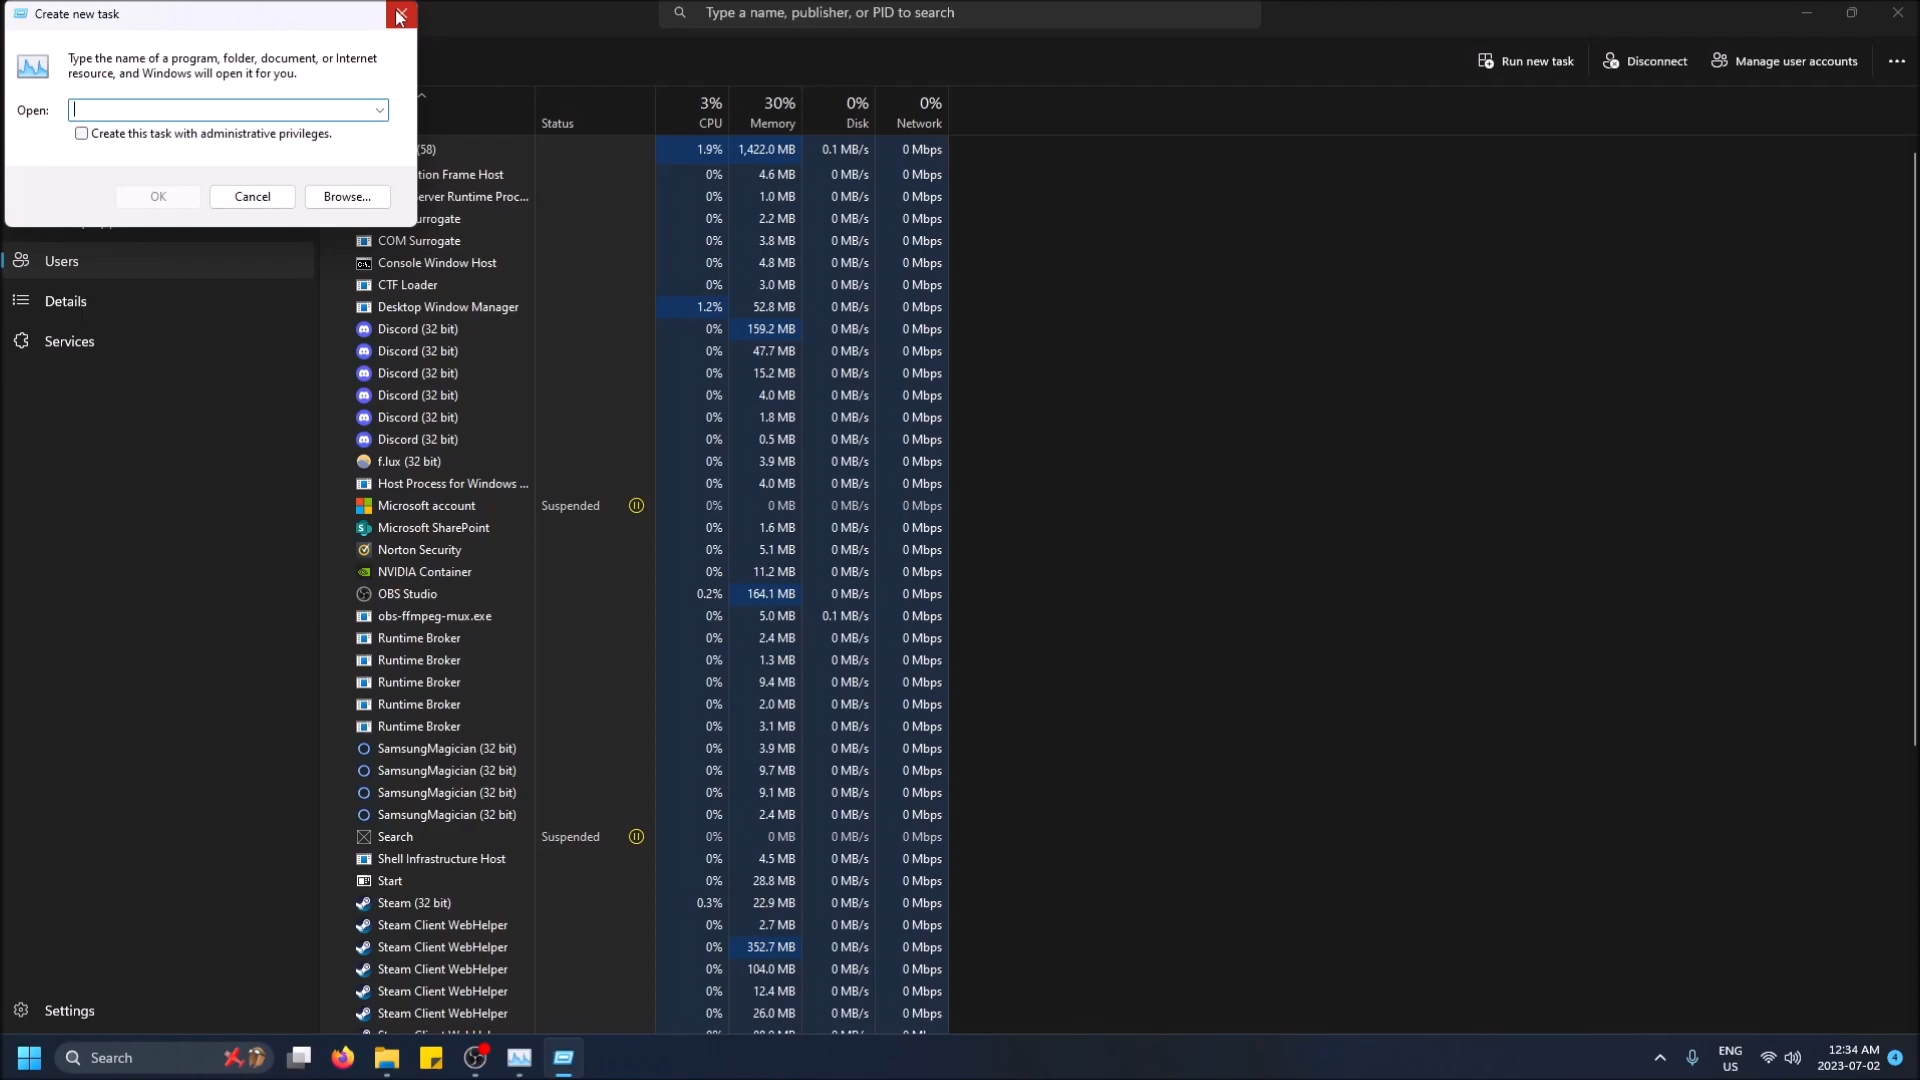 Create new task
Type a name, publisher, or PID to search
Type the name of a program, folder, document, or Internet
resource, and Windows will open it for you.
Open:
Create this task with administrative privileges.
OK Cancel Browse...
Run new task Disconnect Manage user accounts
3% 30% 0% 0%
Status CPU Memory Disk Network
(58) 1.9% 1,422.0 MB 0.1 MB/s 0 Mbps
tion Frame Host 0% 4.6 MB 0 MB/s 0 Mbps
erver Runtime Proc... 0% 1.0 MB 0 MB/s 0 Mbps
urrogate 0% 2.2 MB 0 MB/s 0 Mbps
COM Surrogate 0% 3.8 MB 0 MB/s 0 Mbps
Users
Console Window Host 0% 4.8 MB 0 MB/s 0 Mbps
CTF Loader 0% 3.0 MB 0 MB/s 0 Mbps
Details
Desktop Window Manager 1.2% 52.8 MB 0 MB/s 0 Mbps
Discord (32 bit) 0% 159.2 MB 0 MB/s 0 Mbps
Services
Discord (32 bit) 0% 47.7 MB 0 MB/s 0 Mbps
Discord (32 bit) 0% 15.2 MB 0 MB/s 0 Mbps
Discord (32 bit) 0% 4.0 MB 0 MB/s 0 Mbps
Discord (32 bit) 0% 1.8 MB 0 MB/s 0 Mbps
Discord (32 bit) 0% 0.5 MB 0 MB/s 0 Mbps
f.lux (32 bit) 0% 3.9 MB 0 MB/s 0 Mbps
Host Process for Windows ... 0% 4.0 MB 0 MB/s 0 Mbps
Microsoft account Suspended 0% 0 MB 0 MB/s 0 Mbps
Microsoft SharePoint 0% 1.6 MB 0 MB/s 0 Mbps
Norton Security 0% 5.1 MB 0 MB/s 0 Mbps
NVIDIA Container 0% 11.2 MB 0 MB/s 0 Mbps
OBS Studio 0.2% 164.1 MB 0 MB/s 0 Mbps
obs-ffmpeg-mux.exe 0% 5.0 MB 0.1 MB/s 0 Mbps
Runtime Broker 0% 2.4 MB 0 MB/s 0 Mbps
Runtime Broker 0% 1.3 MB 0 MB/s 0 Mbps
Runtime Broker 0% 9.4 MB 0 MB/s 0 Mbps
Runtime Broker 0% 2.0 MB 0 MB/s 0 Mbps
Runtime Broker 0% 3.1 MB 0 MB/s 0 Mbps
SamsungMagician (32 bit) 0% 3.9 MB 0 MB/s 0 Mbps
SamsungMagician (32 bit) 0% 9.7 MB 0 MB/s 0 Mbps
SamsungMagician (32 bit) 0% 9.1 MB 0 MB/s 0 Mbps
SamsungMagician (32 bit) 0% 2.4 MB 0 MB/s 0 Mbps
Search Suspended 0% 0 MB 0 MB/s 0 Mbps
Shell Infrastructure Host 0% 4.5 MB 0 MB/s 0 Mbps
Start 0% 28.8 MB 0 MB/s 0 Mbps
Steam (32 bit) 0.3% 22.9 MB 0 MB/s 0 Mbps
Steam Client WebHelper 0% 2.7 MB 0 MB/s 0 Mbps
Steam Client WebHelper 0% 352.7 MB 0 MB/s 0 Mbps
Steam Client WebHelper 0% 104.0 MB 0 MB/s 0 Mbps
Steam Client WebHelper 0% 12.4 MB 0 MB/s 0 Mbps
Steam Client WebHelper 0% 26.0 MB 0 MB/s 0 Mbps
Settings
Search
ENG
US
12:34 AM
2023-07-02
4